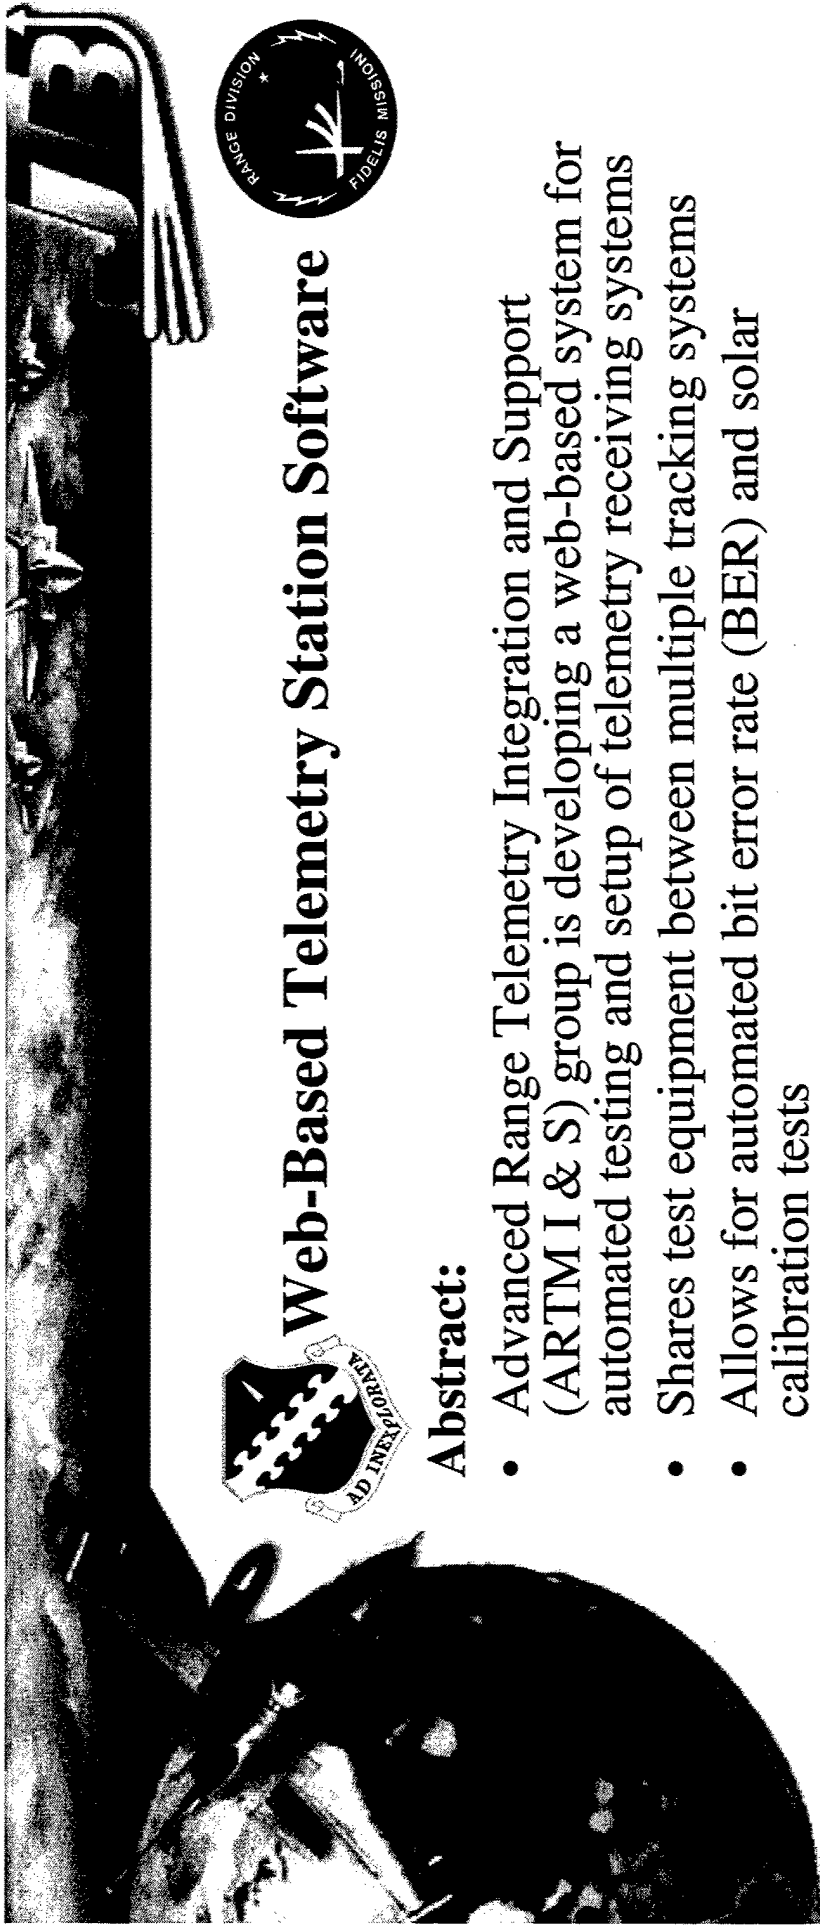 Web-Based Telemetry Station Software
AD INEXPLORATA
RANGE DIVISION
FIDELIS MISSIONI
Abstract:
• Advanced Range Telemetry Integration and Support
(ARTM I & S) group is developing a web-based system for
automated testing and setup of telemetry receiving systems
• Shares test equipment between multiple tracking systems
• Allows for automated bit error rate (BER) and solar
calibration tests